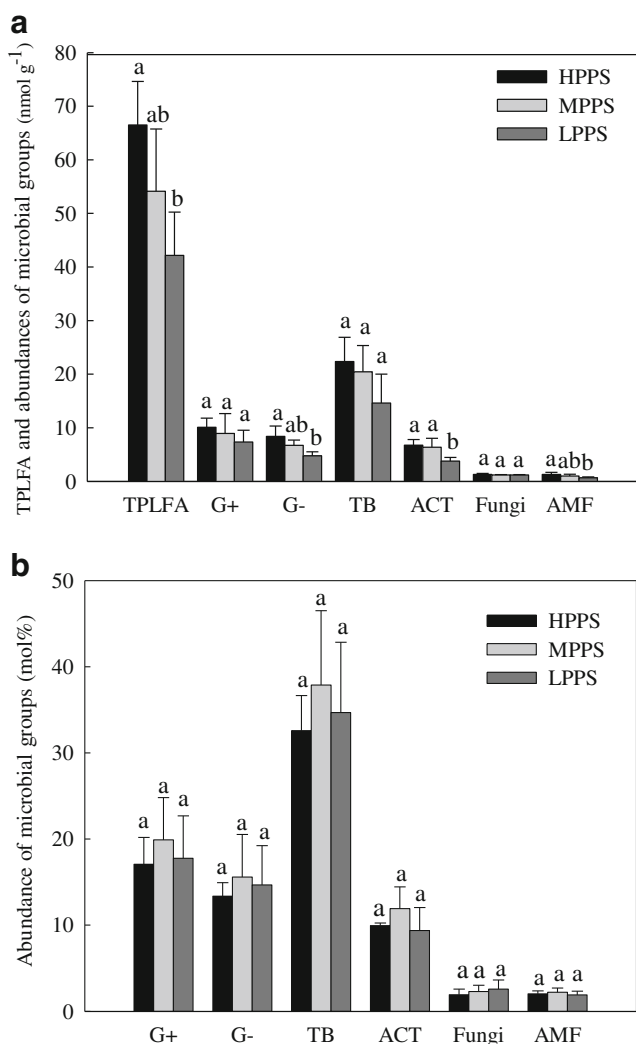 a
TPLFA and abundances of microbial groups (nmol g⁻¹)
80
70
60
50
40
30
20
10
0
HPPS
MPPS
LPPS
a ab b
a a a
a ab b
a a a
a a b
a a a
a ab b
TPLFA G+ G- TB ACT Fungi AMF
b
Abundance of microbial groups (mol%)
50
40
30
20
10
0
HPPS
MPPS
LPPS
a a a
a a a
a a a
a a a
a a a
a a a
G+ G- TB ACT Fungi AMF